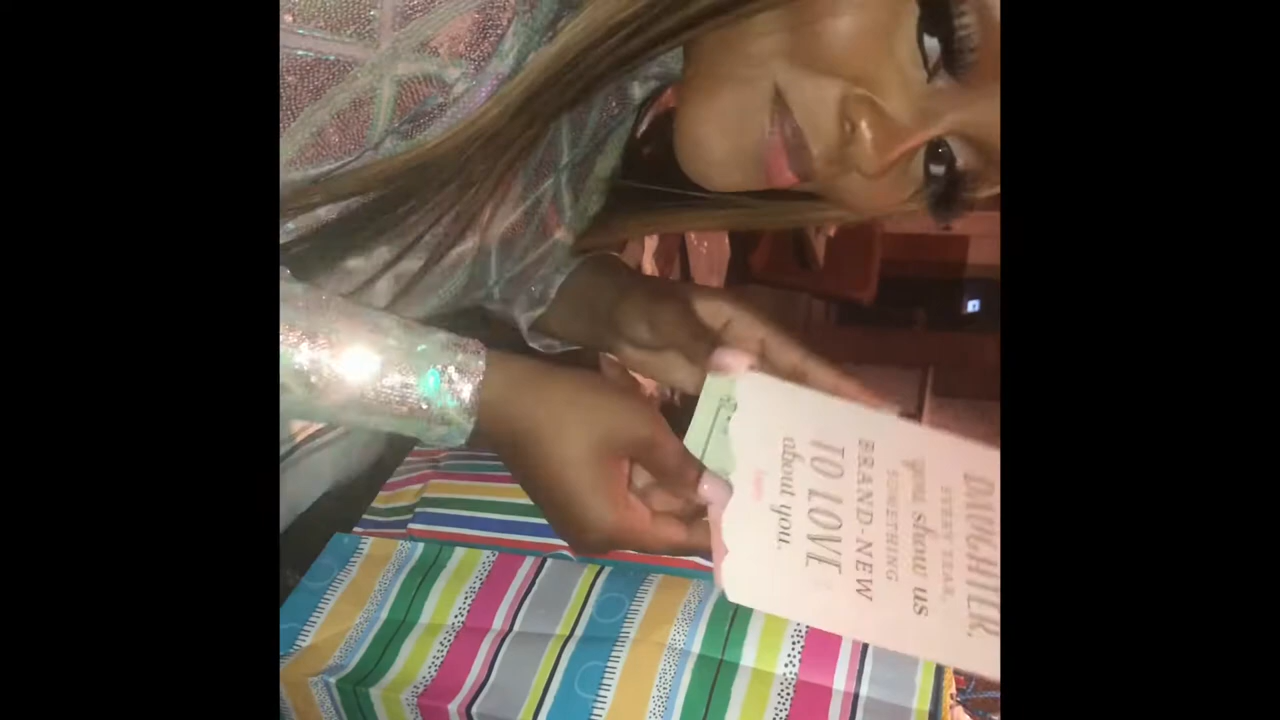 DAUGHTER,
EVERY YEAR,
you show us
SOMETHING
BRAND-NEW
TO LOVE
about you.